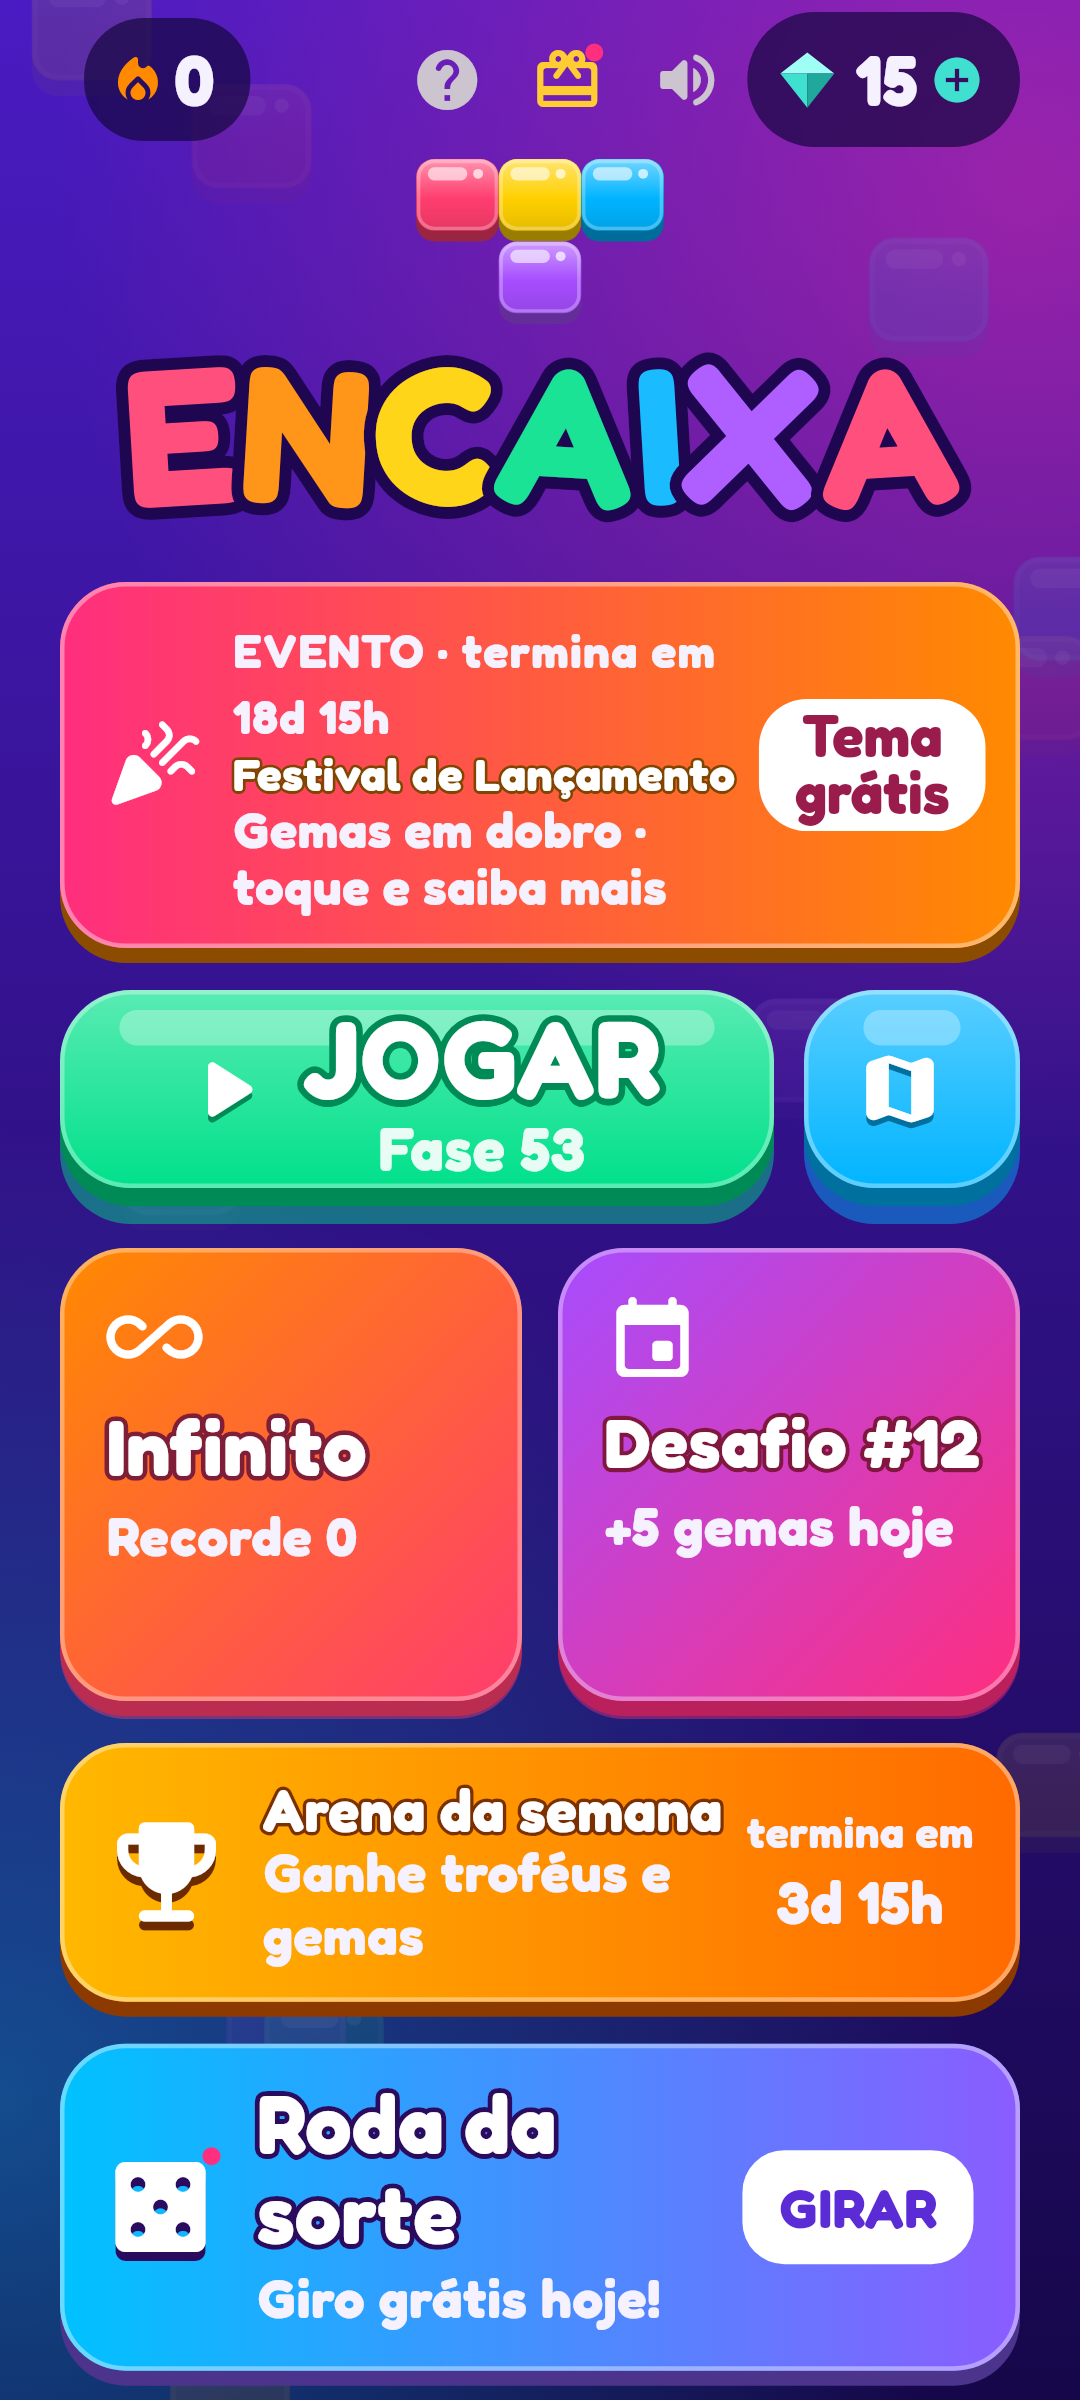 0
15
ENCAIXA
EVENTO · termina em
18d 15h
Festival de Lançamento
Gemas em dobro ·
toque e saiba mais
Tema
grátis
JOGAR
Fase 53
Infinito
Recorde 0
Desafio #12
+5 gemas hoje
Arena da semana
Ganhe troféus e
gemas
termina em
3d 15h
Roda da
sorte
Giro grátis hoje!
GIRAR